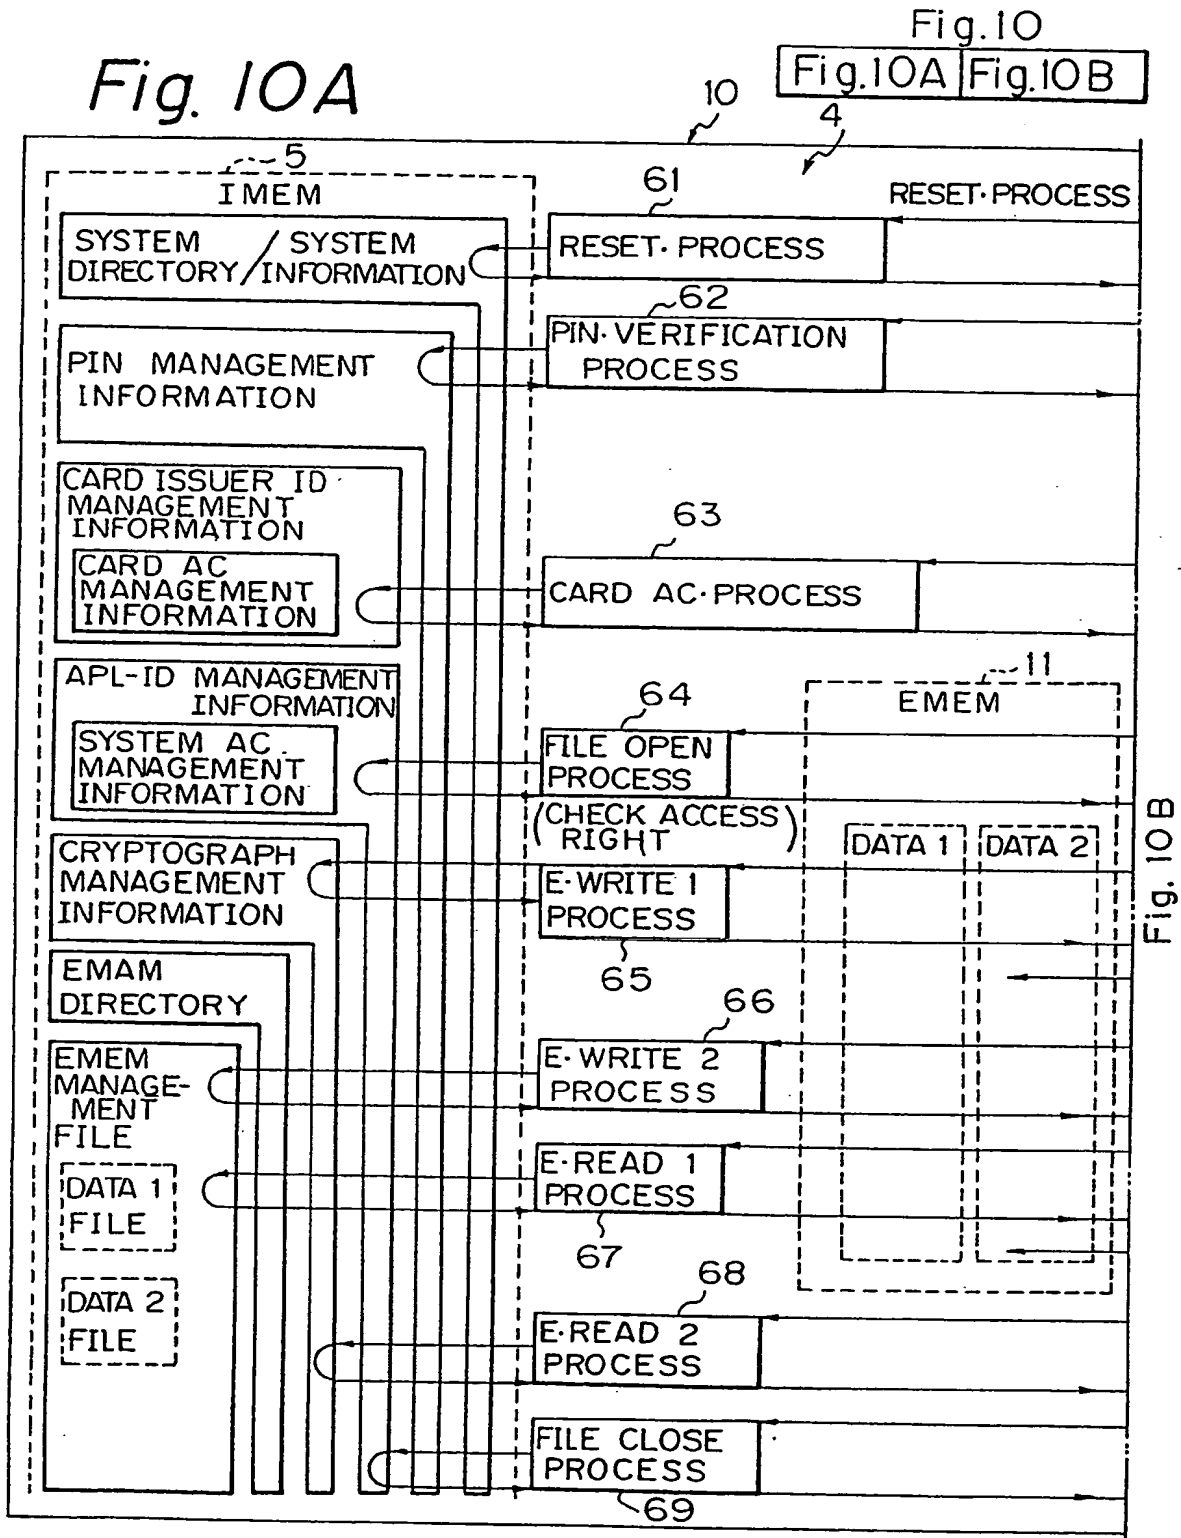 Fig.10
Fig.10A Fig.10B
Fig. 10A
10
4
5
IMEM
SYSTEM DIRECTORY / SYSTEM INFORMATION
61
RESET·PROCESS
RESET·PROCESS
62
PIN·VERIFICATION
PROCESS
PIN MANAGEMENT
INFORMATION
CARD ISSUER ID
MANAGEMENT
INFORMATION
CARD AC
MANAGEMENT
INFORMATION
63
CARD AC·PROCESS
APL-ID MANAGEMENT
INFORMATION
SYSTEM AC
MANAGEMENT
INFORMATION
64
FILE OPEN
PROCESS
(CHECK ACCESS)
RIGHT
11
EMEM
DATA 1
DATA 2
CRYPTOGRAPH
MANAGEMENT
INFORMATION
E·WRITE 1
PROCESS
65
EMAM
DIRECTORY
66
E·WRITE 2
PROCESS
EMEM
MANAGE-
MENT
FILE
DATA 1
FILE
DATA 2
FILE
E·READ 1
PROCESS
67
68
E·READ 2
PROCESS
FILE CLOSE
PROCESS
69
Fig. 10B